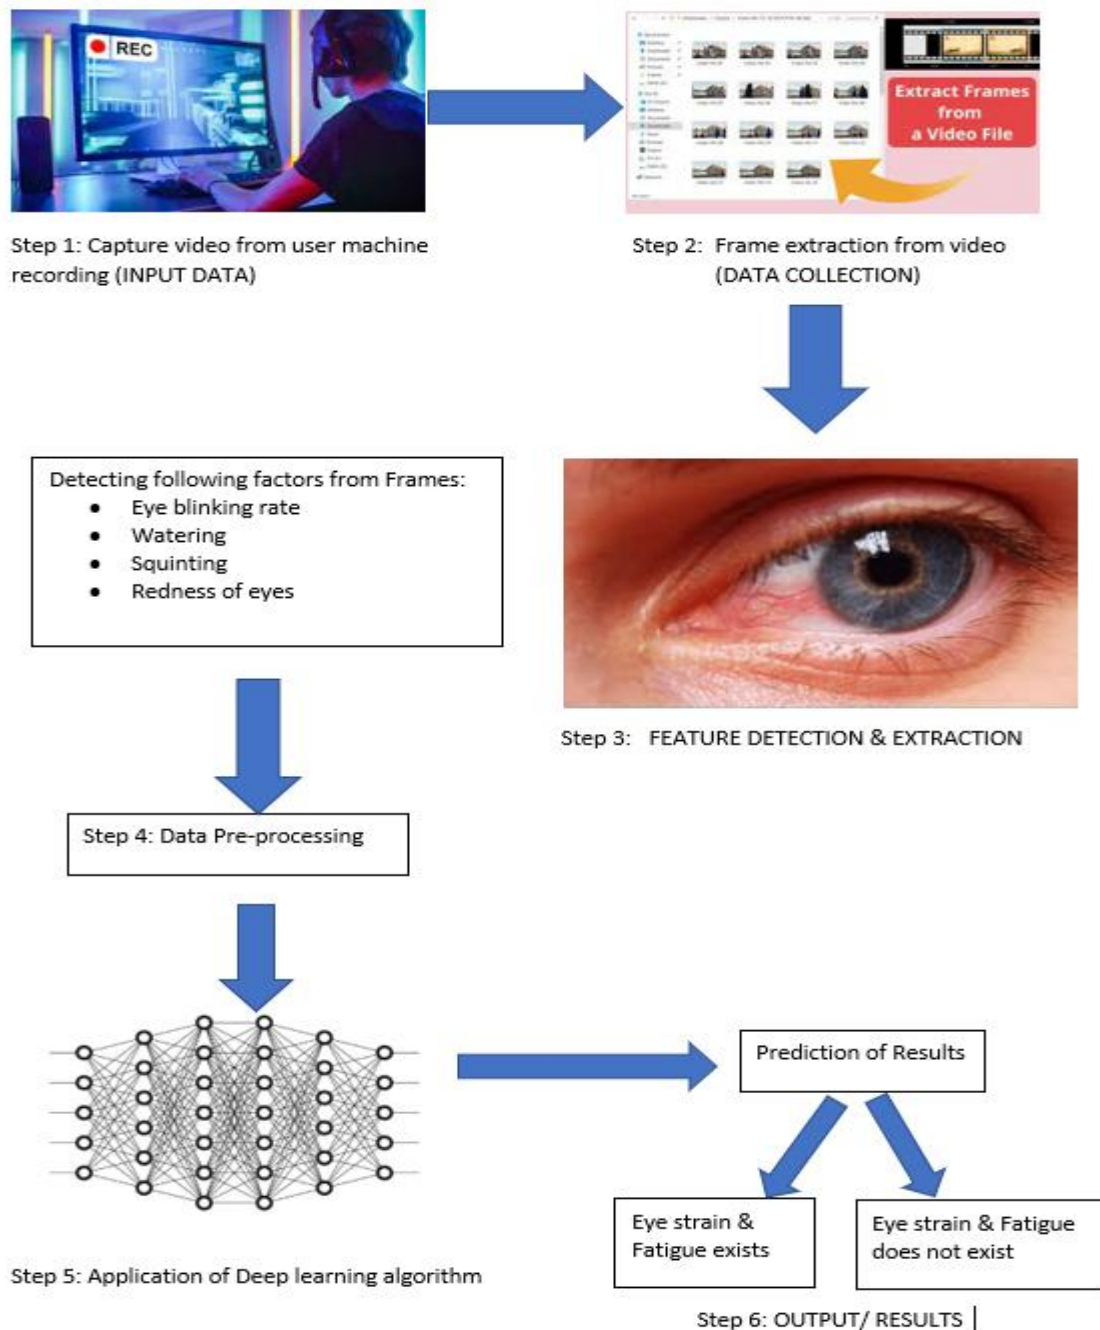 REC
Extract Frames
from
a Video File
Step 1: Capture video from user machine
recording (INPUT DATA)
Step 2: Frame extraction from video
(DATA COLLECTION)
Detecting following factors from Frames:
● Eye blinking rate
● Watering
● Squinting
● Redness of eyes
Step 3: FEATURE DETECTION & EXTRACTION
Step 4: Data Pre-processing
Prediction of Results
Eye strain &
Fatigue exists
Eye strain & Fatigue
does not exist
Step 5: Application of Deep learning algorithm
Step 6: OUTPUT/ RESULTS